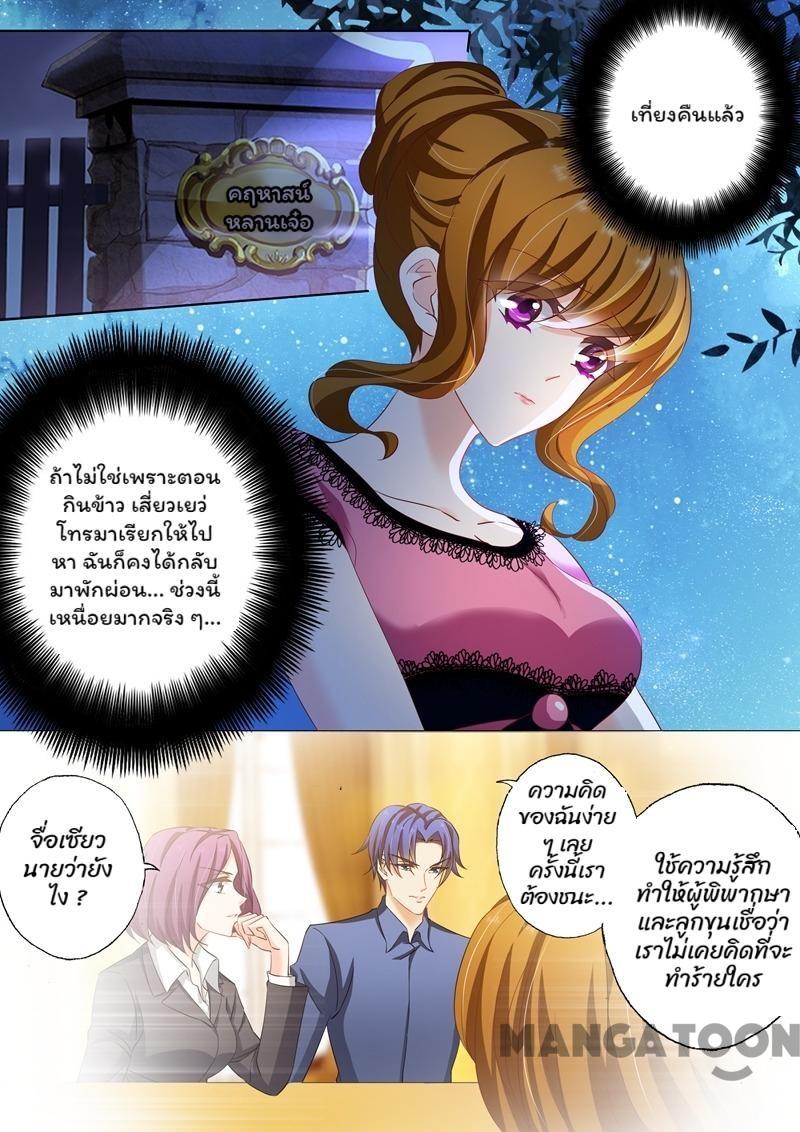 เที่ยงคืนแล้ว
คฤหาสน์
หลานเจ๋อ
ถ้าไม่ใช่เพราะตอน
กินข้าว เสี่ยวเยว่
โทรมาเรียกให้ไป
หา ฉันก็คงได้กลับ
มาพักผ่อน... ช่วงนี้
เหนื่อยมากจริง ๆ...
จื่อเซียว
นายว่ายัง
ไง ?
ความคิด
ของฉันง่าย
ๆ เลย
ครั้งนี้เรา
ต้องชนะ...
ใช้ความรู้สึก
ทำให้ผู้พิพากษา
และลูกขุนเชื่อว่า
เราไม่เคยคิดที่จะ
ทำร้ายใคร
MANGATOON